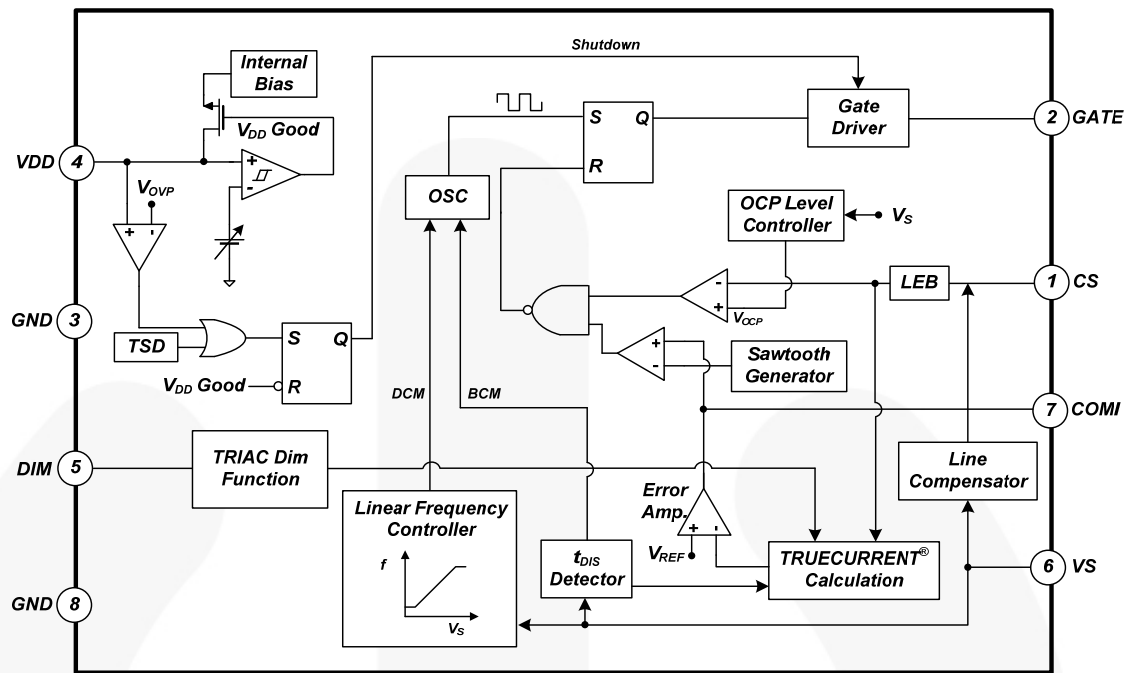 Shutdown
Internal
Bias
VDD Good
VDD
4
VOVP
+
-
+
-
S
Q
R
Gate
Driver
2
GATE
OSC
OCP Level
Controller
VS
LEB
1
CS
-
+
VOCP
GND
3
TSD
S
Q
R
VDD Good
+
-
Sawtooth
Generator
DCM
BCM
7
COMI
DIM
5
TRIAC Dim
Function
Line
Compensator
Linear Frequency
Controller
f
VS
Error
Amp.
+
-
VREF
tDIS
Detector
TRUECURRENT®
Calculation
6
VS
GND
8